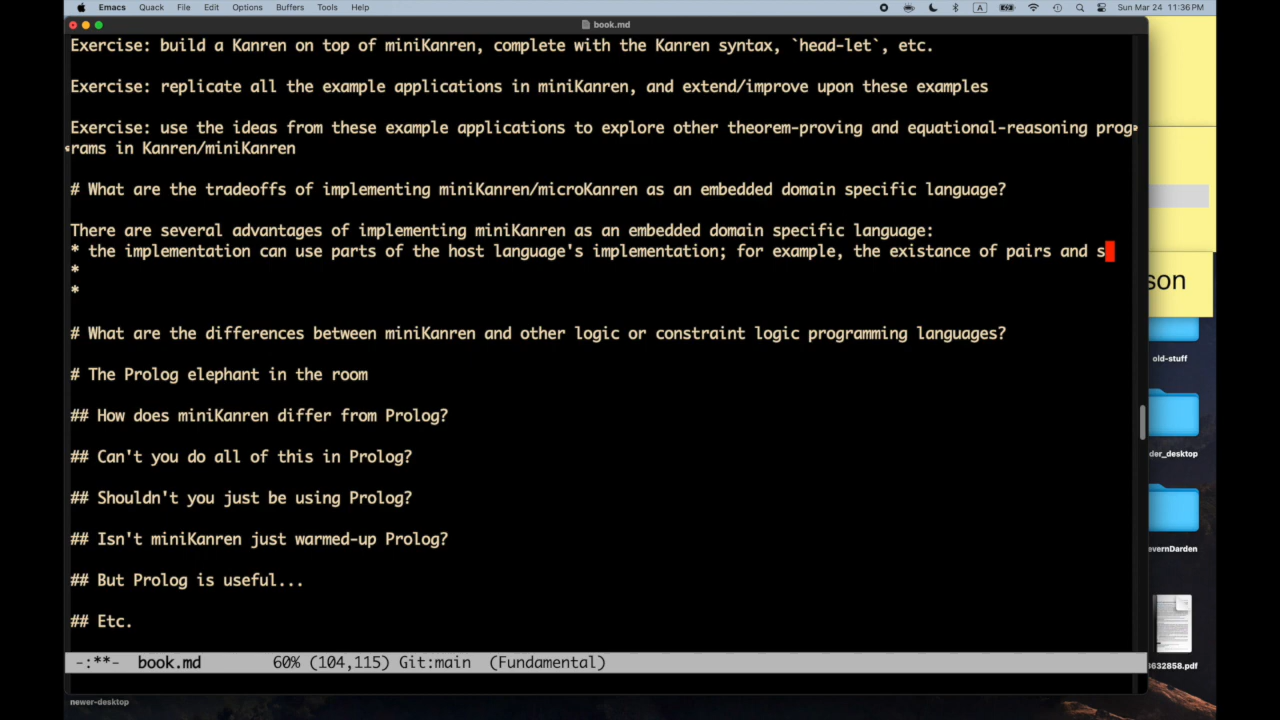 Emacs Quack File Edit Options Buffers Tools Help A Sun Mar 24 11:36 PM
book.md
Exercise: build a Kanren on top of miniKanren, complete with the Kanren syntax, `head-let`, etc.
Exercise: replicate all the example applications in miniKanren, and extend/improve upon these examples
Exercise: use the ideas from these example applications to explore other theorem-proving and equational-reasoning prog
rams in Kanren/miniKanren
# What are the tradeoffs of implementing miniKanren/microKanren as an embedded domain specific language?
There are several advantages of implementing miniKanren as an embedded domain specific language:
* the implementation can use parts of the host language's implementation; for example, the existance of pairs and s
*
*
# What are the differences between miniKanren and other logic or constraint logic programming languages?
# The Prolog elephant in the room
## How does miniKanren differ from Prolog?
## Can't you do all of this in Prolog?
## Shouldn't you just be using Prolog?
## Isn't miniKanren just warmed-up Prolog?
## But Prolog is useful...
## Etc.
-:**- book.md 60% (104,115) Git:main (Fundamental)
son
old-stuff
der_desktop
evernDarden
632858.pdf
newer-desktop